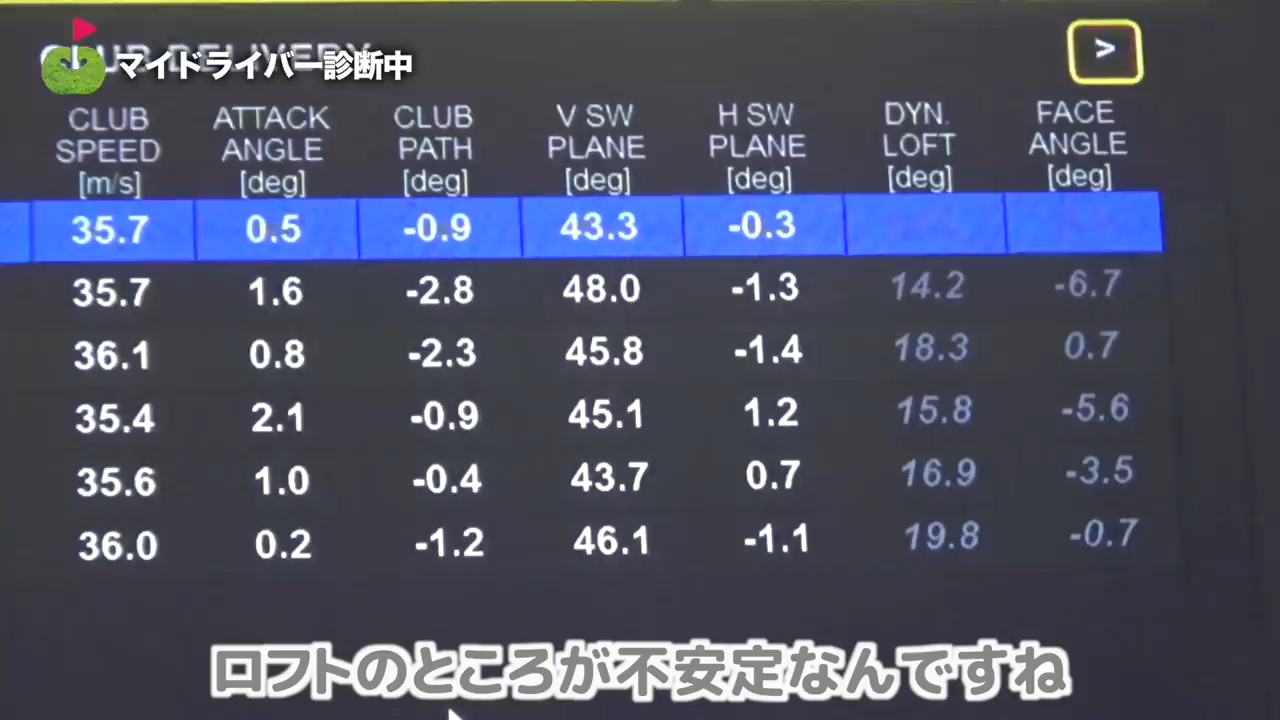 CLUB DELIVERY
マイドライバー診断中
>
CLUB SPEED [m/s] ATTACK ANGLE [deg] CLUB PATH [deg] V SW PLANE [deg] H SW PLANE [deg] DYN. LOFT [deg] FACE ANGLE [deg]
35.7 0.5 -0.9 43.3 -0.3
35.7 1.6 -2.8 48.0 -1.3 14.2 -6.7
36.1 0.8 -2.3 45.8 -1.4 18.3 0.7
35.4 2.1 -0.9 45.1 1.2 15.8 -5.6
35.6 1.0 -0.4 43.7 0.7 16.9 -3.5
36.0 0.2 -1.2 46.1 -1.1 19.8 -0.7
ロフトのところが不安定なんですね